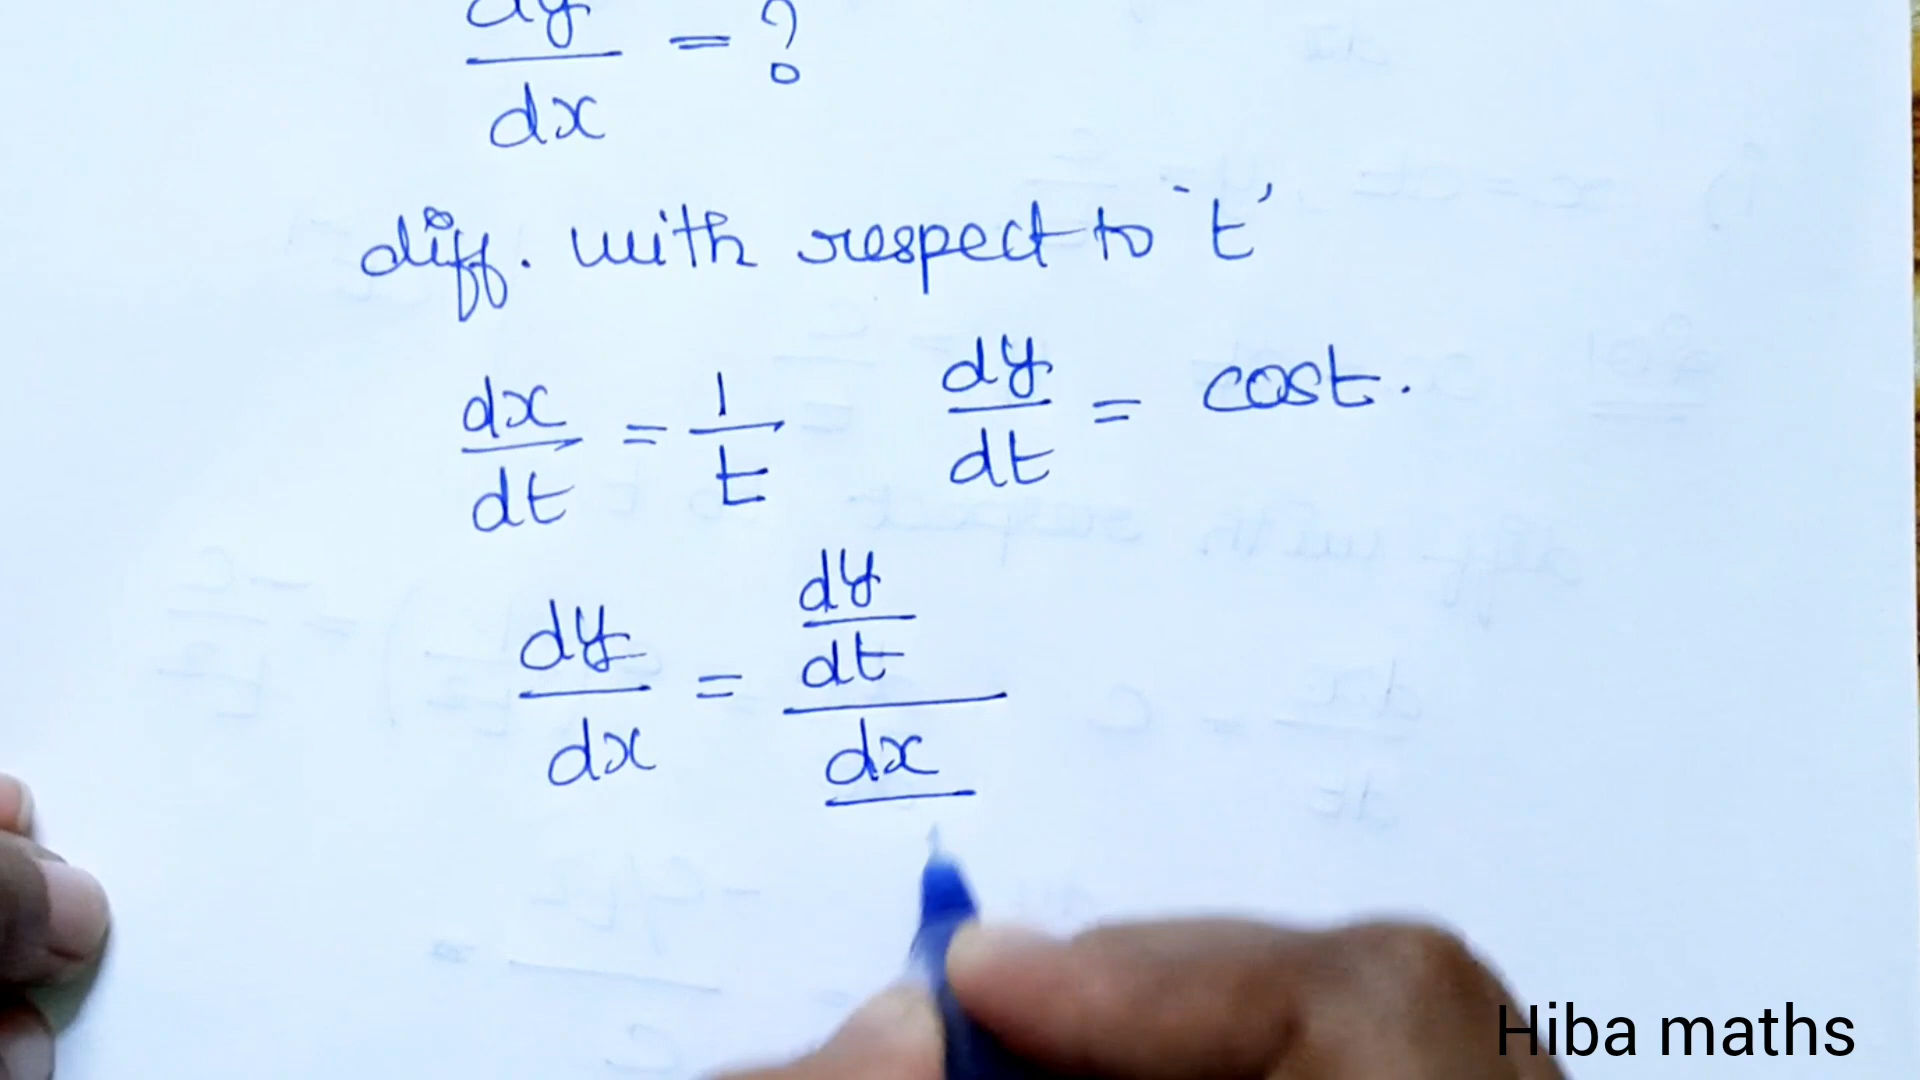 dy/dx = ?
diff. with respect to 't'
dx/dt = 1/t dy/dt = cost.
dy/dx = dy/dt / dx
Hiba maths